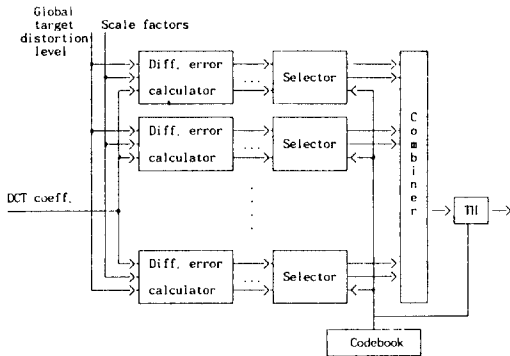 Global
target
distortion
level
Scale factors
Diff. error
calculator
...
Selector
Diff. error
calculator
...
Selector
DCT coeff.
Diff. error
calculator
...
Selector
Combiner
Codebook